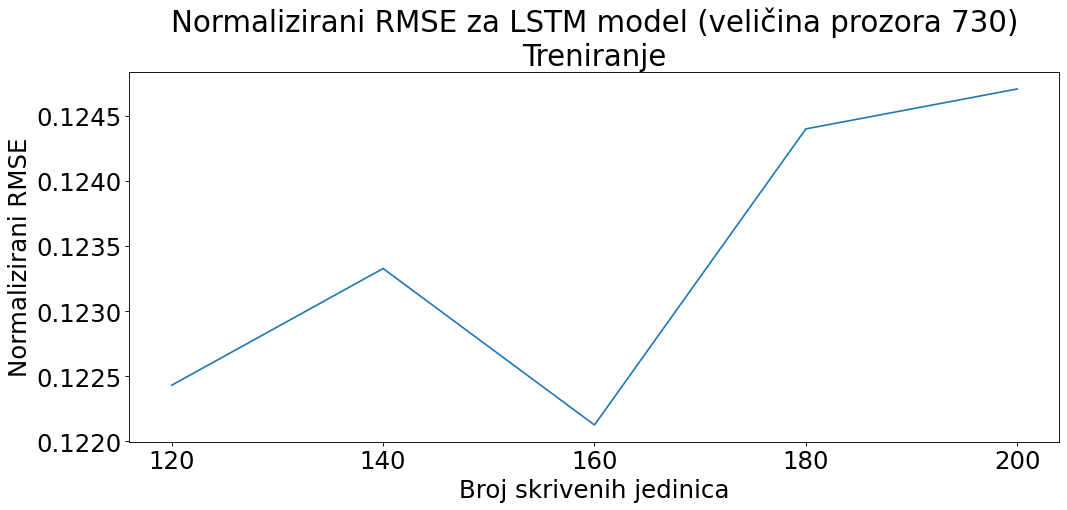 Normalizirani RMSE za LSTM model (veličina prozora 730)
Treniranje
Normalizirani RMSE
0.1245
0.1240
0.1235
0.1230
0.1225
0.1220
120 140 160 180 200
Broj skrivenih jedinica